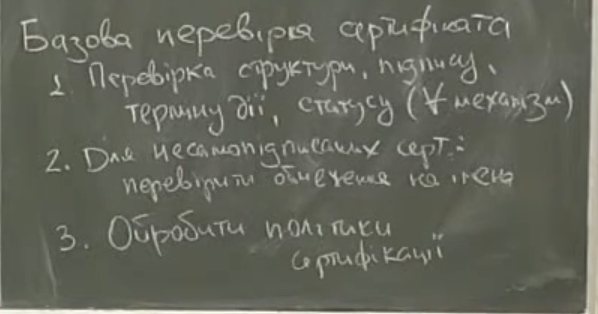 Базова перевірка сертифіката
1. Перевірка структури, підпису,
терміну дії, статусу (∀ механізм)
2. Для несамопідписаних серт.:
перевірити обмеження на імена
3. Обробити політики
сертифікації